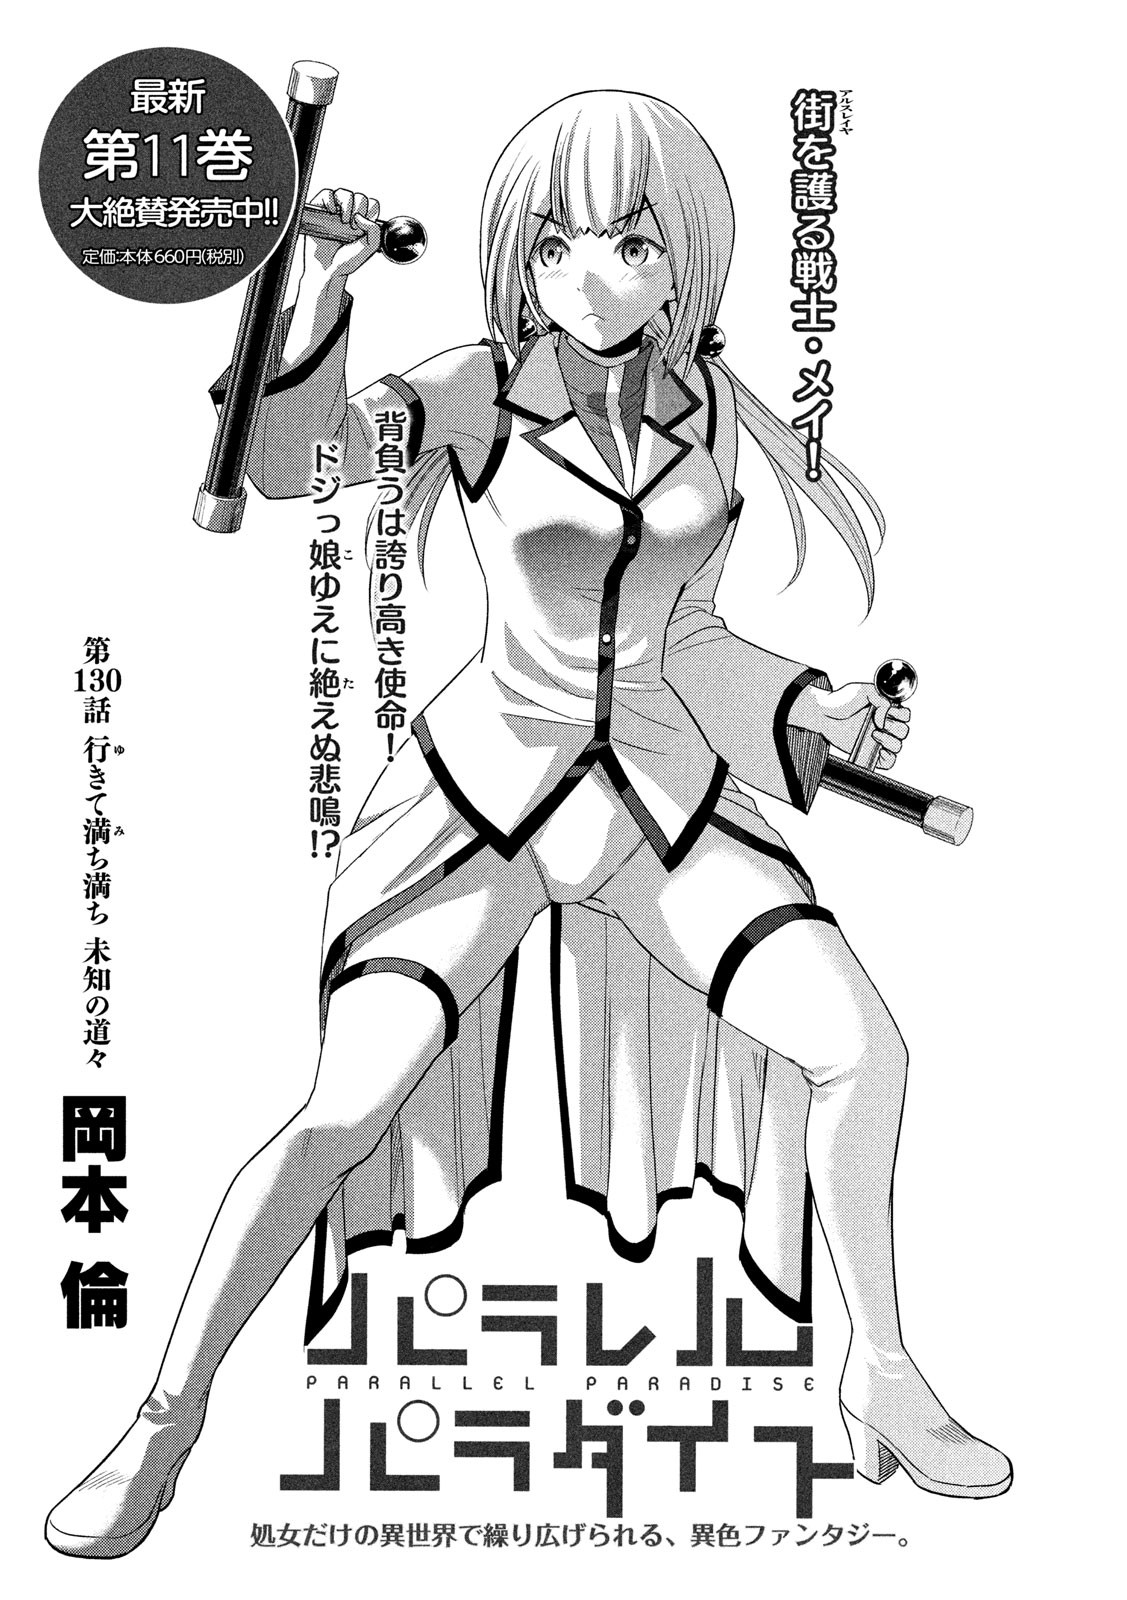 最新
第11巻
大絶賛発売中!!
定価:本体660円(税別)
街を護る戦士・メイ!
アルスレイヤ
背負うは誇り高き使命!
ドジっ娘ゆえに絶えぬ悲鳴!?
こ
た
第130話 行きて満ち満ち 未知の道々
ゆ
み
岡本 倫
パラレル
PARALLEL PARADISE
パラダイス
処女だけの異世界で繰り広げられる、異色ファンタジー。